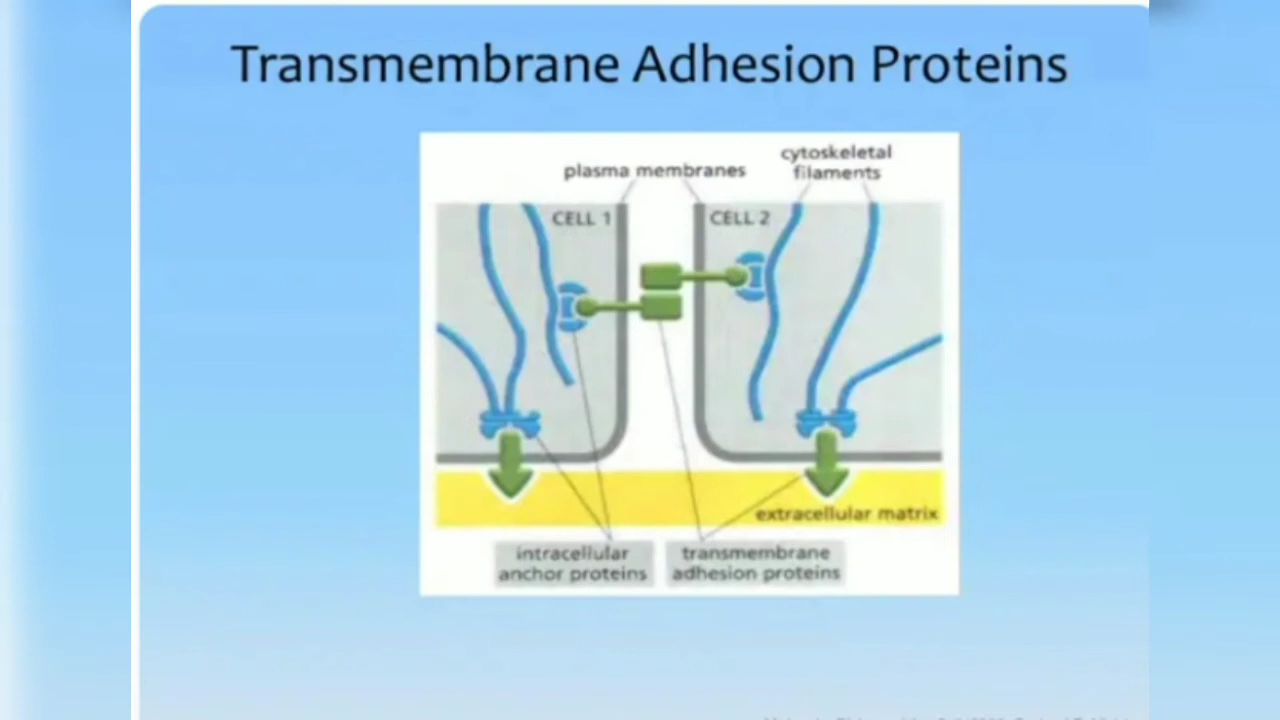 Transmembrane Adhesion Proteins
plasma membranes
cytoskeletal
filaments
CELL 1
CELL 2
extracellular matrix
intracellular
anchor proteins
transmembrane
adhesion proteins